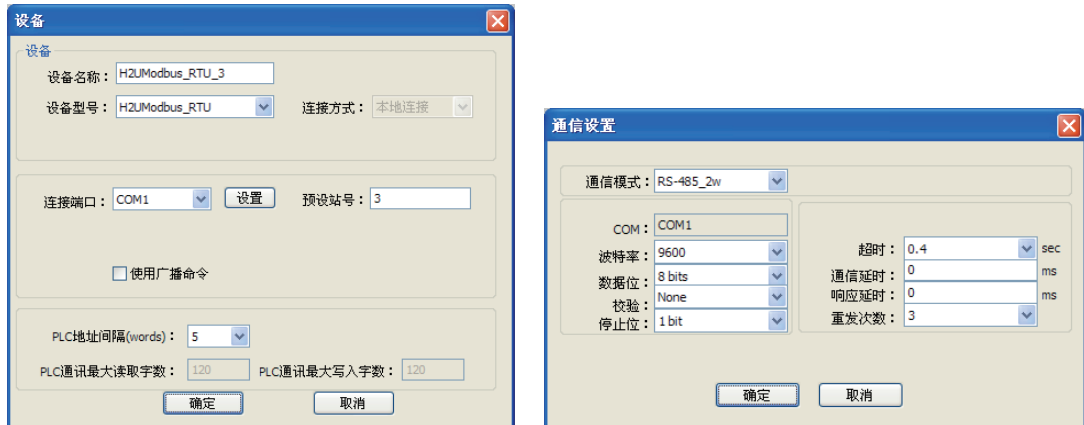 设备
设备
设备名称： H2UModbus_RTU_3
设备型号： H2UModbus_RTU 连接方式： 本地连接
连接端口： COM1 设置 预设站号： 3
使用广播命令
PLC地址间隔(words)： 5
PLC通讯最大读取字数： 120 PLC通讯最大写入字数： 120
确定 取消
通信设置
通信模式： RS-485_2w
COM： COM1
波特率： 9600
数据位： 8 bits
校验： None
停止位： 1 bit
超时： 0.4 sec
通信延时： 0 ms
响应延时： 0 ms
重发次数： 3
确定 取消